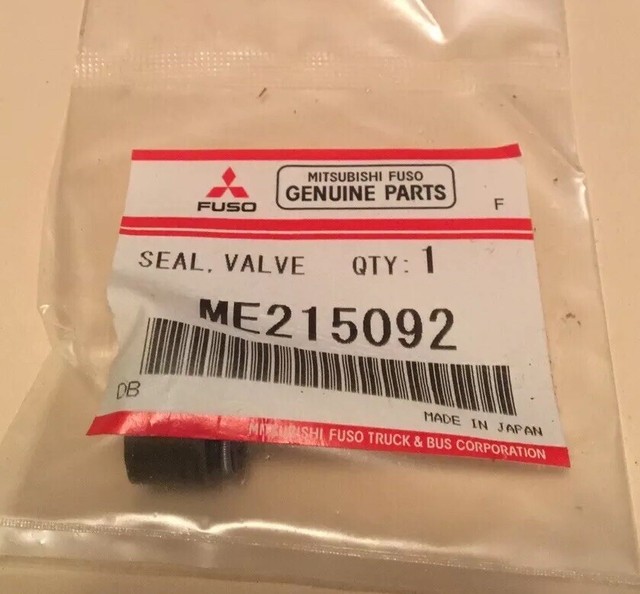 FUSO
MITSUBISHI FUSO
GENUINE PARTS
F
SEAL, VALVE QTY: 1
ME215092
DB
MADE IN JAPAN
MITSUBISHI FUSO TRUCK & BUS CORPORATION